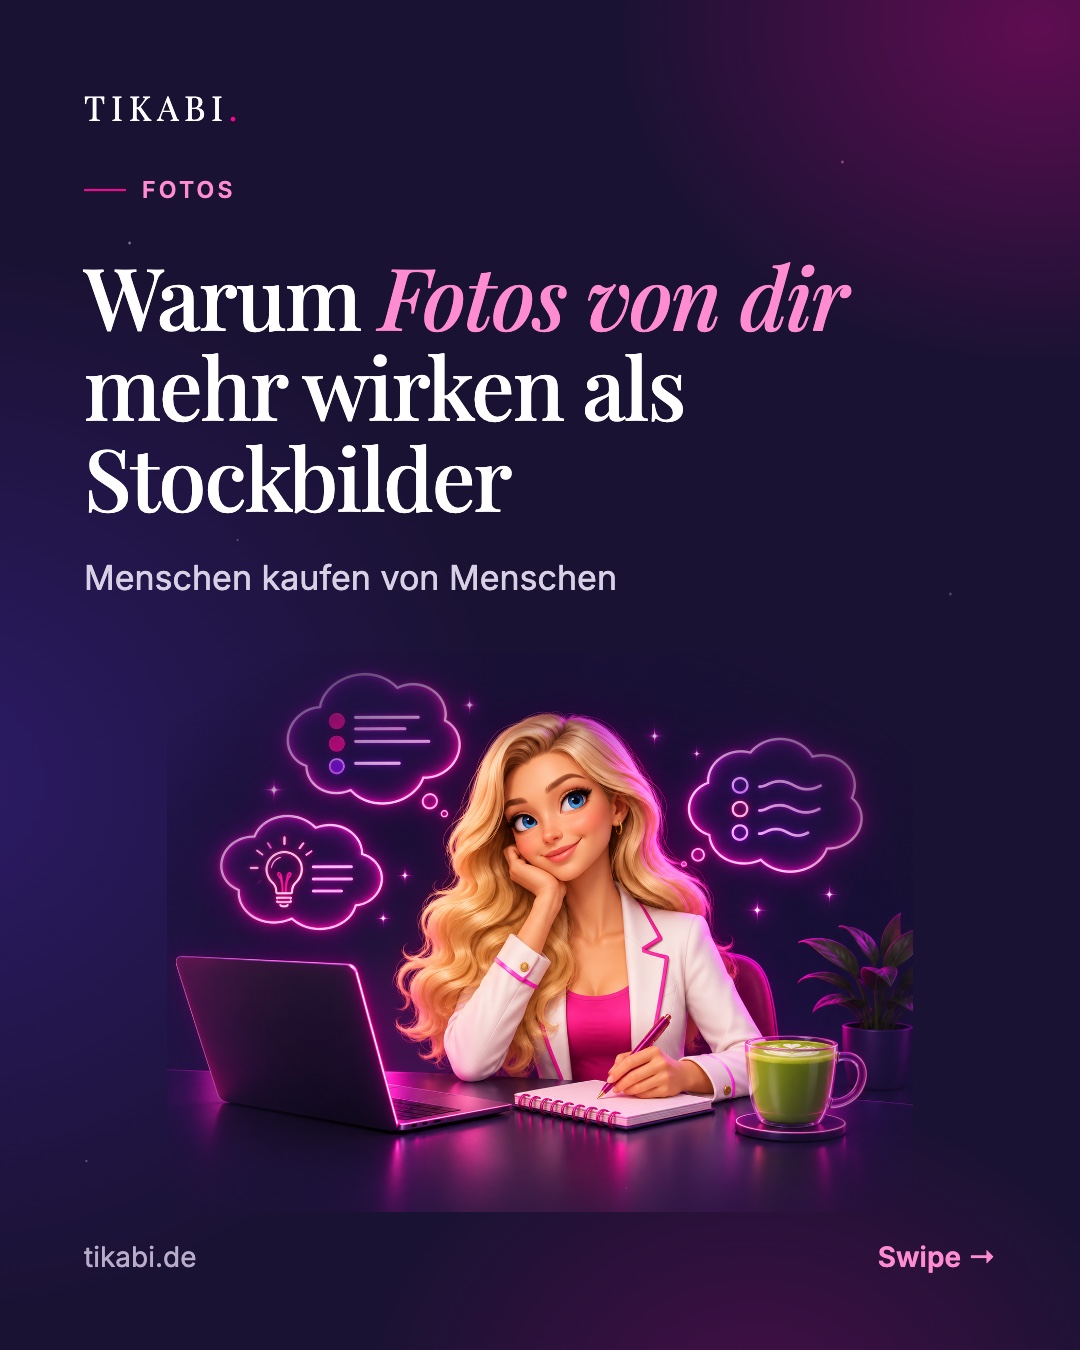 TIKABI.
FOTOS
Warum Fotos von dir
mehr wirken als
Stockbilder
Menschen kaufen von Menschen
tikabi.de
Swipe →